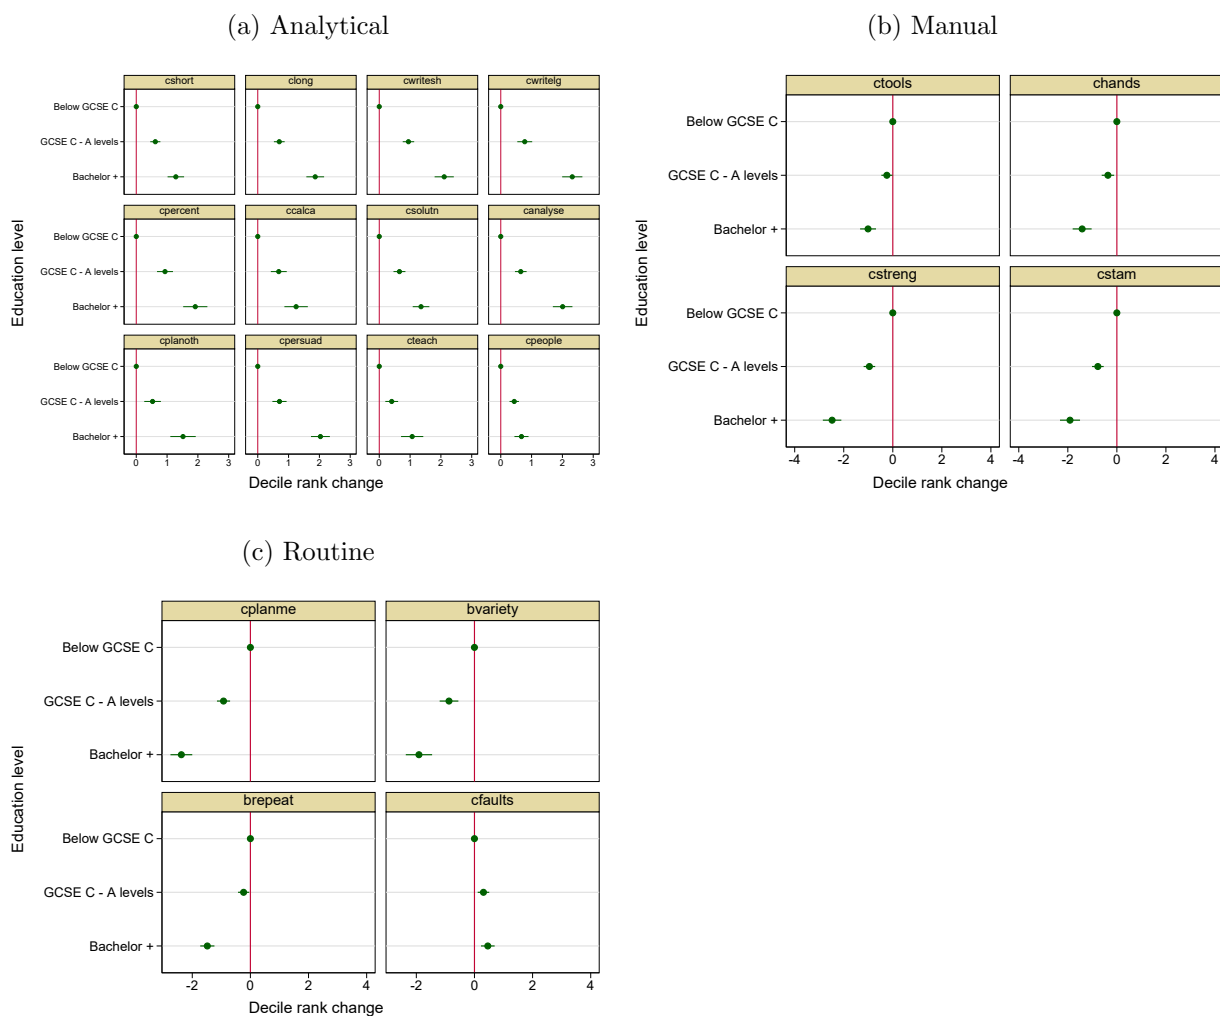 (a) Analytical
cshort clong cwritesh cwritelg
Below GCSE C
GCSE C - A levels
Bachelor +
cpercent ccalca csolutn canalyse
Below GCSE C
GCSE C - A levels
Bachelor +
cplanoth cpersuad cteach cpeople
Below GCSE C
GCSE C - A levels
Bachelor +
0 1 2 3 0 1 2 3 0 1 2 3 0 1 2 3
Education level
Decile rank change
(b) Manual
ctools chands
Below GCSE C
GCSE C - A levels
Bachelor +
cstreng cstam
Below GCSE C
GCSE C - A levels
Bachelor +
-4 -2 0 2 4 -4 -2 0 2 4
Education level
Decile rank change
(c) Routine
cplanme bvariety
Below GCSE C
GCSE C - A levels
Bachelor +
brepeat cfaults
Below GCSE C
GCSE C - A levels
Bachelor +
-2 0 2 4 -2 0 2 4
Education level
Decile rank change